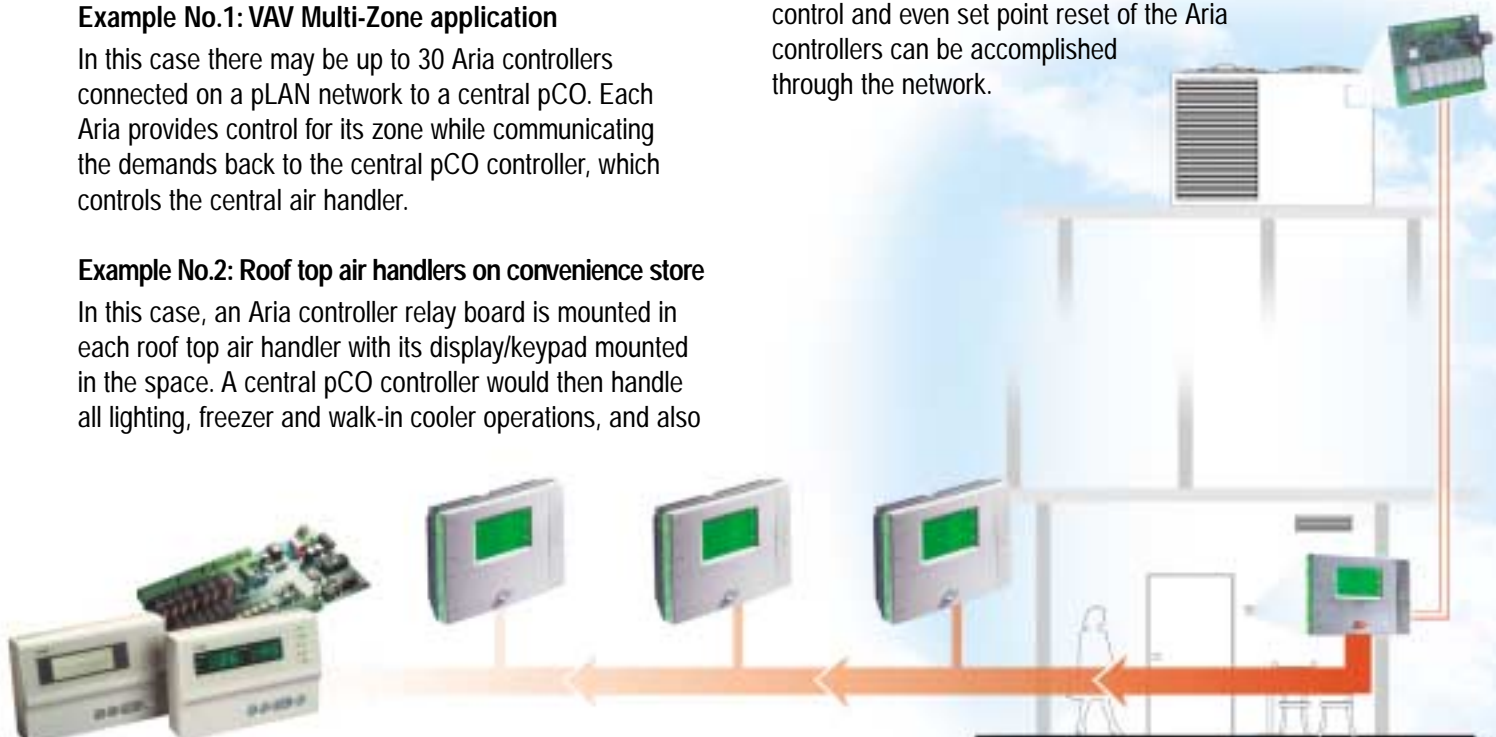 Example No.1: VAV Multi-Zone application
In this case there may be up to 30 Aria controllers
connected on a pLAN network to a central pCO. Each
Aria provides control for its zone while communicating
the demands back to the central pCO controller, which
controls the central air handler.
Example No.2: Roof top air handlers on convenience store
In this case, an Aria controller relay board is mounted in
each roof top air handler with its display/keypad mounted
in the space. A central pCO controller would then handle
all lighting, freezer and walk-in cooler operations, and also
control and even set point reset of the Aria
controllers can be accomplished
through the network.